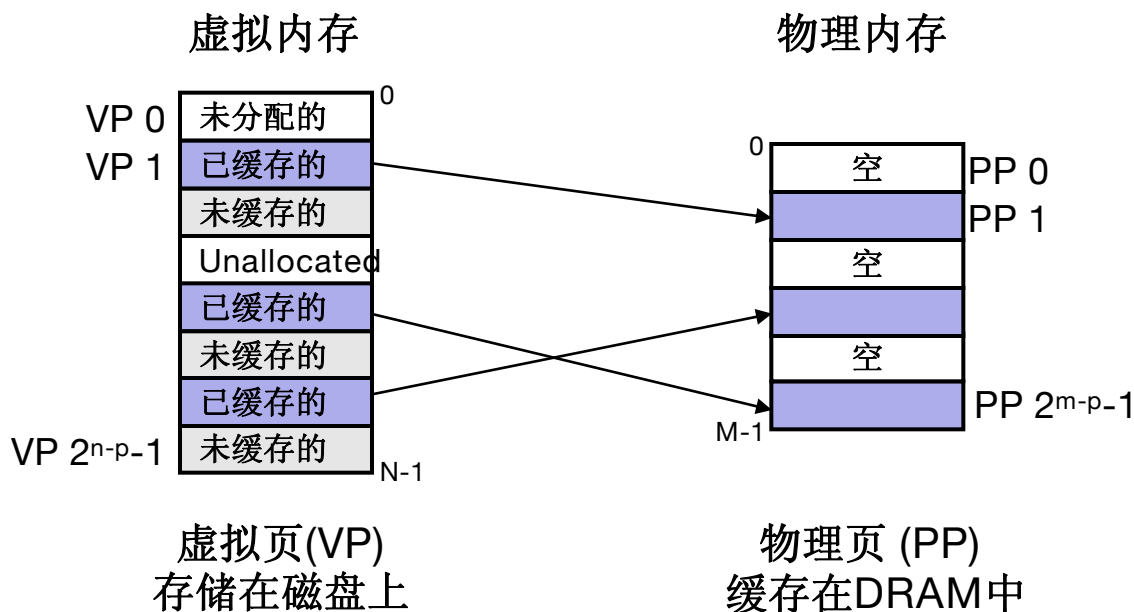 虚拟内存
物理内存
0
VP 0
未分配的
VP 1
已缓存的
未缓存的
Unallocated
已缓存的
未缓存的
已缓存的
VP 2ⁿ⁻ᵖ-1
未缓存的
N-1
0
空
PP 0
PP 1
空
空
PP 2ᵐ⁻ᵖ-1
M-1
虚拟页(VP)
存储在磁盘上
物理页 (PP)
缓存在DRAM中